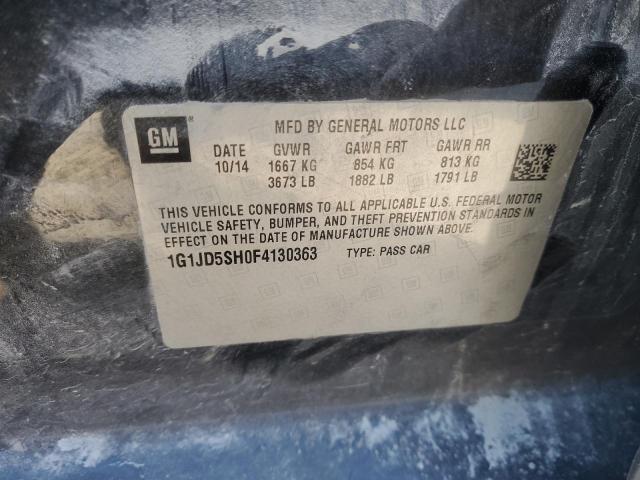 GM ®
MFD BY GENERAL MOTORS LLC
DATE GVWR GAWR FRT GAWR RR
10/14 1667 KG 854 KG 813 KG
3673 LB 1882 LB 1791 LB
THIS VEHICLE CONFORMS TO ALL APPLICABLE U.S. FEDERAL MOTOR
VEHICLE SAFETY, BUMPER, AND THEFT PREVENTION STANDARDS IN
EFFECT ON THE DATE OF MANUFACTURE SHOWN ABOVE.
1G1JD5SH0F4130363 TYPE: PASS CAR